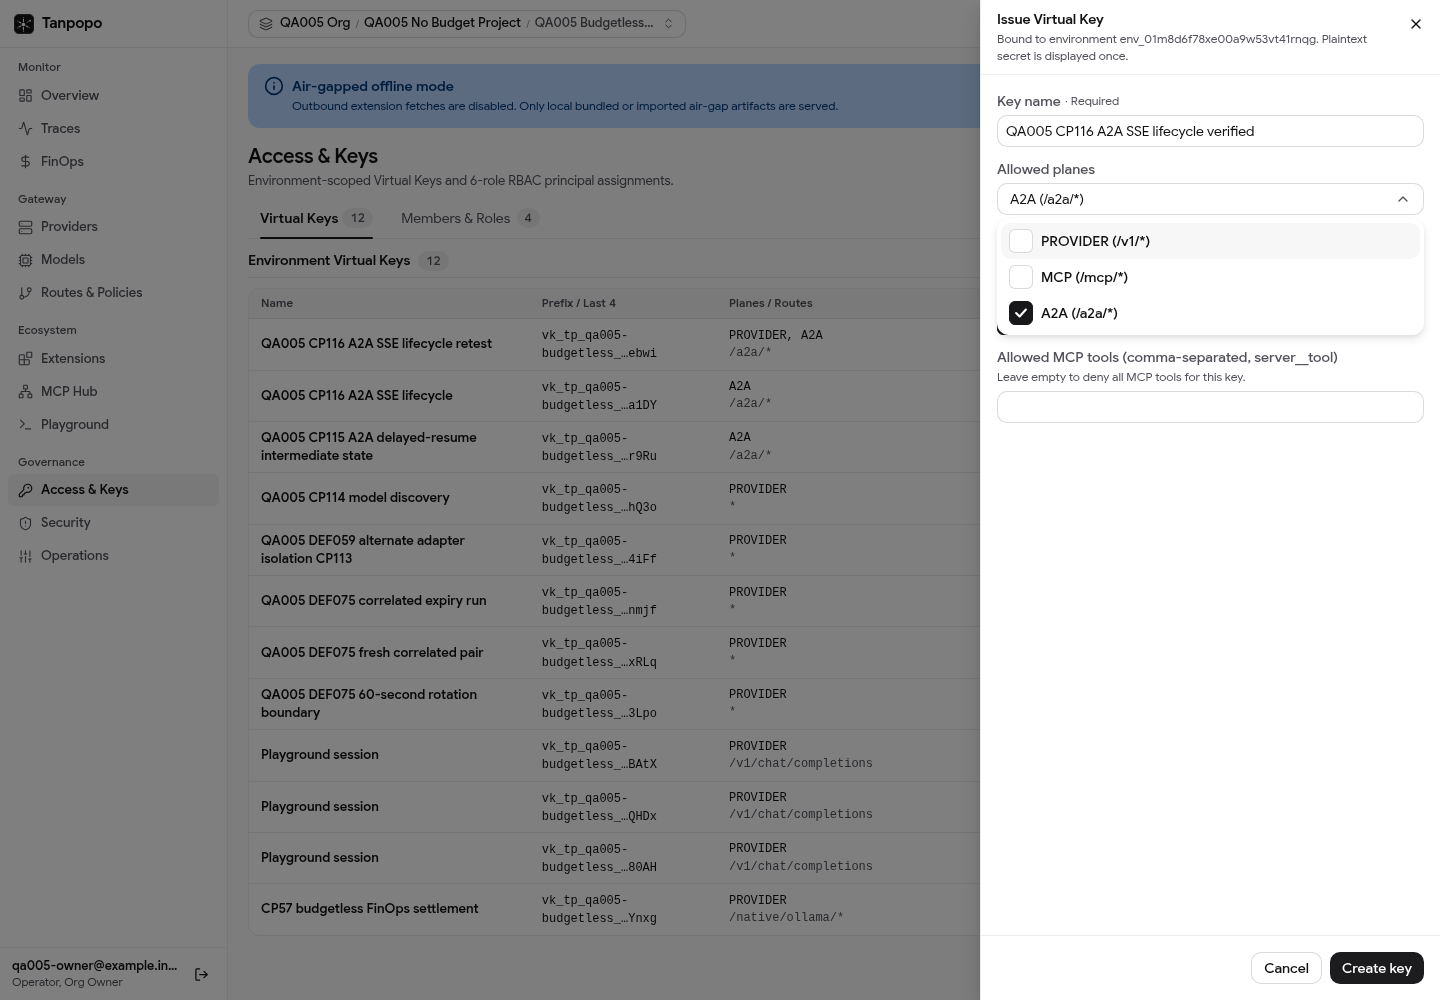 Tanpopo
Monitor
Overview
Traces
FinOps
Gateway
Providers
Models
Routes & Policies
Ecosystem
Extensions
MCP Hub
Playground
Governance
Access & Keys
Security
Operations
qa005-owner@example.in...
Operator, Org Owner
QA005 Org / QA005 No Budget Project / QA005 Budgetless...
Air-gapped offline mode
Outbound extension fetches are disabled. Only local bundled or imported air-gap artifacts are served.
Access & Keys
Environment-scoped Virtual Keys and 6-role RBAC principal assignments.
Virtual Keys 12 Members & Roles 4
Environment Virtual Keys 12
Name Prefix / Last 4 Planes / Routes
QA005 CP116 A2A SSE lifecycle retest
vk_tp_qa005-
budgetless_…ebwi
PROVIDER, A2A
/a2a/*
QA005 CP116 A2A SSE lifecycle
vk_tp_qa005-
budgetless_…a1DY
A2A
/a2a/*
QA005 CP115 A2A delayed-resume
intermediate state
vk_tp_qa005-
budgetless_…r9Ru
A2A
/a2a/*
QA005 CP114 model discovery
vk_tp_qa005-
budgetless_…hQ3o
PROVIDER
*
QA005 DEF059 alternate adapter
isolation CP113
vk_tp_qa005-
budgetless_…4iFf
PROVIDER
*
QA005 DEF075 correlated expiry run
vk_tp_qa005-
budgetless_…nmjf
PROVIDER
*
QA005 DEF075 fresh correlated pair
vk_tp_qa005-
budgetless_…xRLq
PROVIDER
*
QA005 DEF075 60-second rotation
boundary
vk_tp_qa005-
budgetless_…3Lpo
PROVIDER
*
Playground session
vk_tp_qa005-
budgetless_…BAtX
PROVIDER
/v1/chat/completions
Playground session
vk_tp_qa005-
budgetless_…QHDx
PROVIDER
/v1/chat/completions
Playground session
vk_tp_qa005-
budgetless_…80AH
PROVIDER
/v1/chat/completions
CP57 budgetless FinOps settlement
vk_tp_qa005-
budgetless_…Ynxg
PROVIDER
/native/ollama/*
Issue Virtual Key
Bound to environment env_01m8d6f78xe00a9w53vt41rnqg. Plaintext
secret is displayed once.
Key name · Required
QA005 CP116 A2A SSE lifecycle verified
Allowed planes
A2A (/a2a/*)
PROVIDER (/v1/*)
MCP (/mcp/*)
A2A (/a2a/*)
Allowed MCP tools (comma-separated, server__tool)
Leave empty to deny all MCP tools for this key.
Cancel Create key